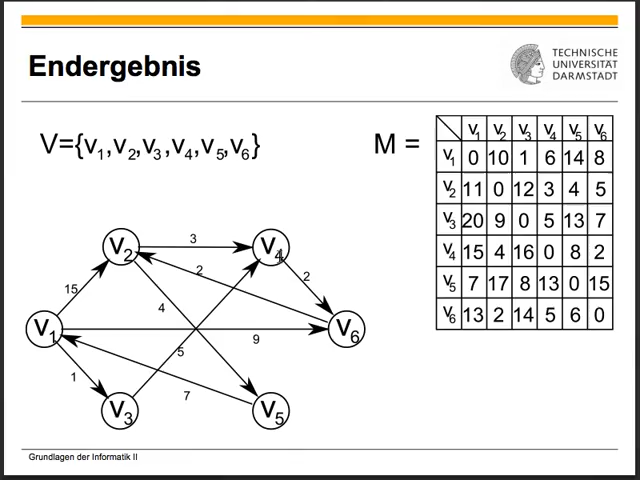 Endergebnis
TECHNISCHE
UNIVERSITÄT
DARMSTADT
V={v1,v2,v3,v4,v5,v6}
M =
v1 v2 v3 v4 v5 v6
v1 0 10 1 6 14 8
v2 11 0 12 3 4 5
v3 20 9 0 5 13 7
v4 15 4 16 0 8 2
v5 7 17 8 13 0 15
v6 13 2 14 5 6 0
v2 3 v4
2 2
15
4
v1 9 v6
5
1
7
v3 v5
Grundlagen der Informatik II